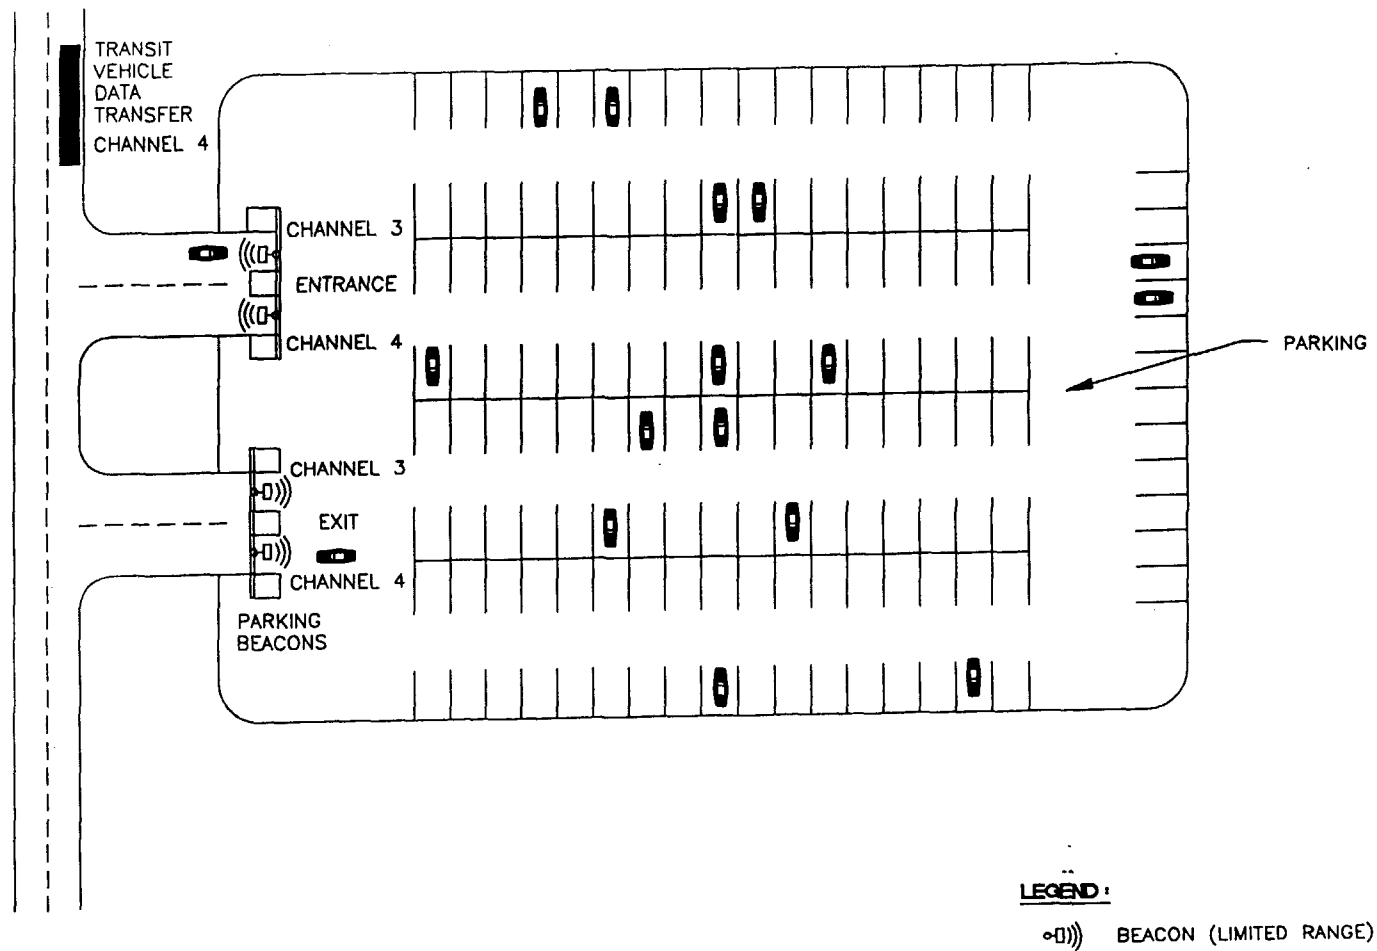 TRANSIT
VEHICLE
DATA
TRANSFER
CHANNEL 4
CHANNEL 3
ENTRANCE
CHANNEL 4
PARKING
CHANNEL 3
EXIT
CHANNEL 4
PARKING
BEACONS
LEGEND:
BEACON (LIMITED RANGE)